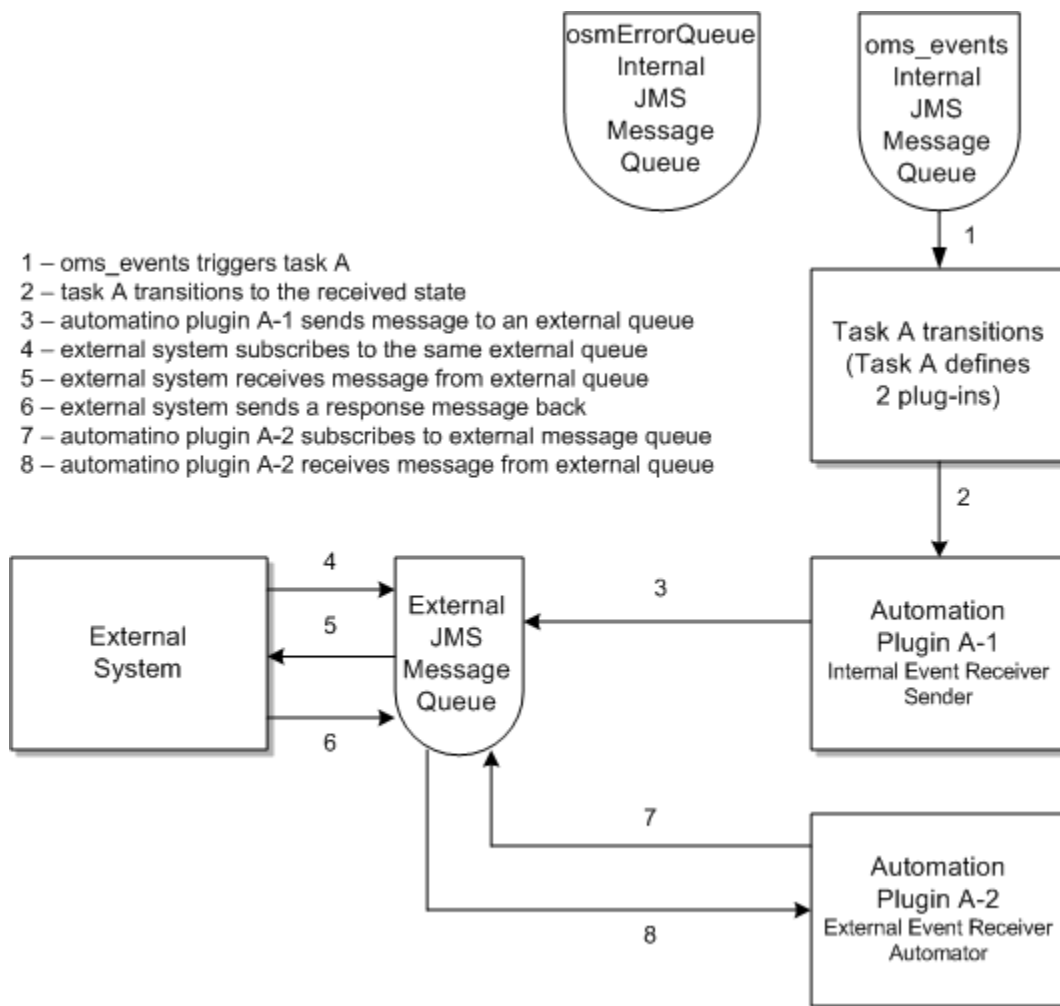 osmErrorQueue
Internal
JMS
Message
Queue
oms_events
Internal
JMS
Message
Queue
1
1 – oms_events triggers task A
2 – task A transitions to the received state
3 – automatino plugin A-1 sends message to an external queue
4 – external system subscribes to the same external queue
5 – external system receives message from external queue
6 – external system sends a response message back
7 – automatino plugin A-2 subscribes to external message queue
8 – automatino plugin A-2 receives message from external queue
Task A transitions
(Task A defines
2 plug-ins)
2
External
System
4
5
6
External
JMS
Message
Queue
3
Automation
Plugin A-1
Internal Event Receiver
Sender
7
8
Automation
Plugin A-2
External Event Receiver
Automator